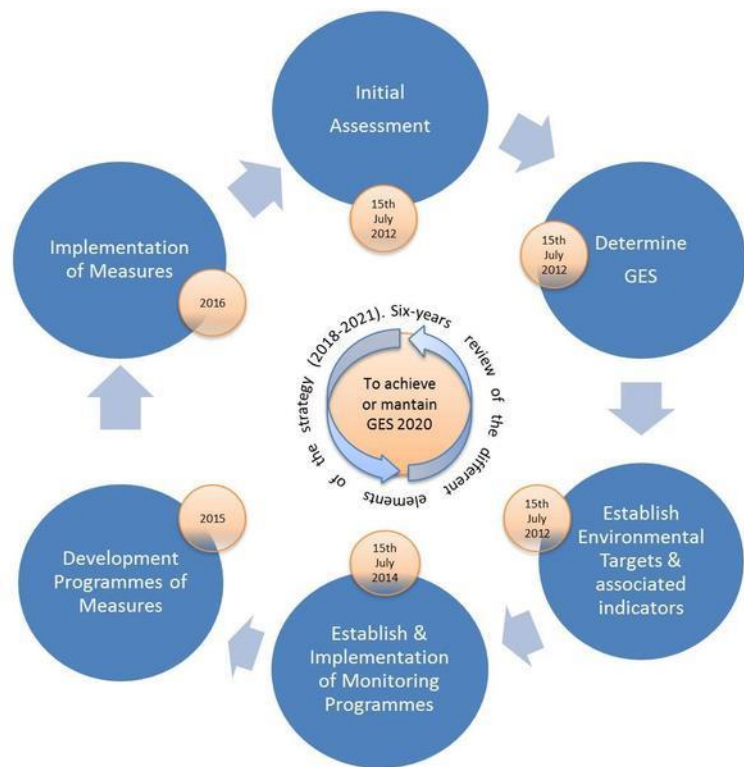 Initial
Assessment
15th
July
2012
Determine
GES
15th
July
2012
Establish
Environmental
Targets &
associated
indicators
15th
July
2012
Establish &
Implementation
of Monitoring
Programmes
15th
July
2014
Development
Programmes of
Measures
2015
Implementation
of Measures
2016
Six-years review of the different elements of the strategy (2018-2021).
To achieve
or mantain
GES 2020